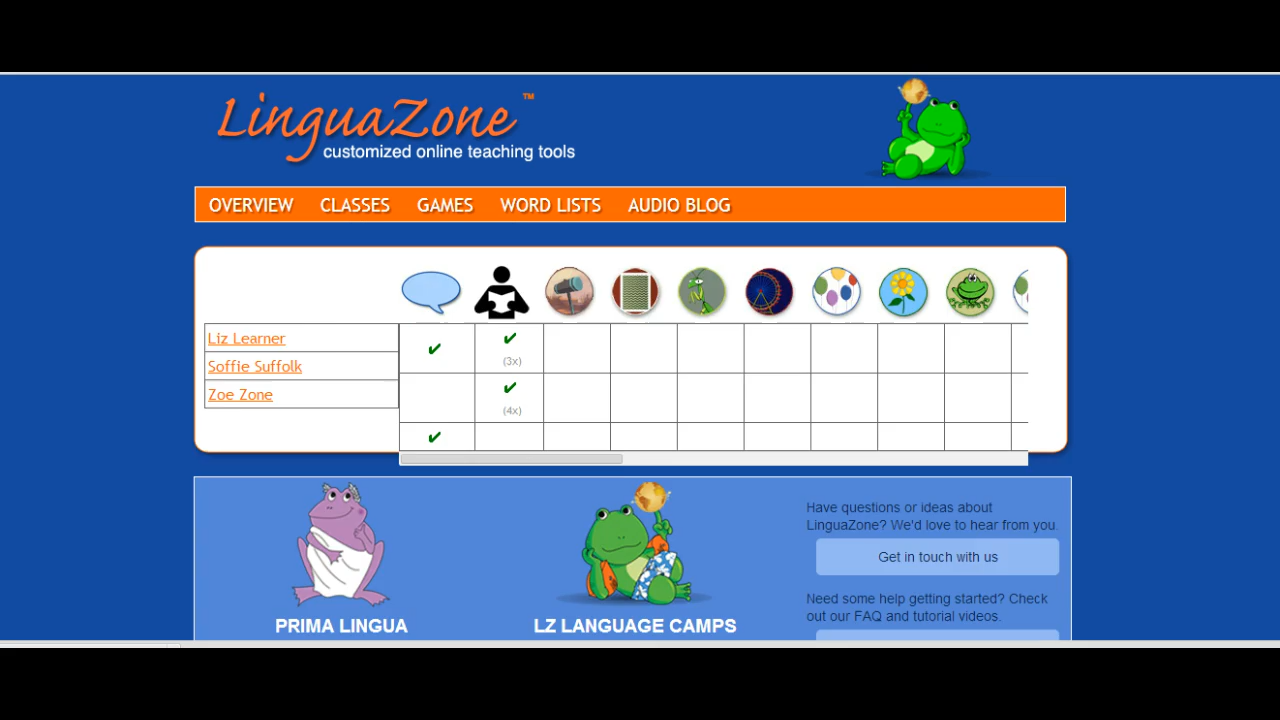 LinguaZone™
customized online teaching tools
OVERVIEW CLASSES GAMES WORD LISTS AUDIO BLOG
Liz Learner
(3x)
Soffie Suffolk
(4x)
Zoe Zone
Have questions or ideas about
LinguaZone? We'd love to hear from you.
Get in touch with us
Need some help getting started? Check
out our FAQ and tutorial videos.
PRIMA LINGUA
LZ LANGUAGE CAMPS